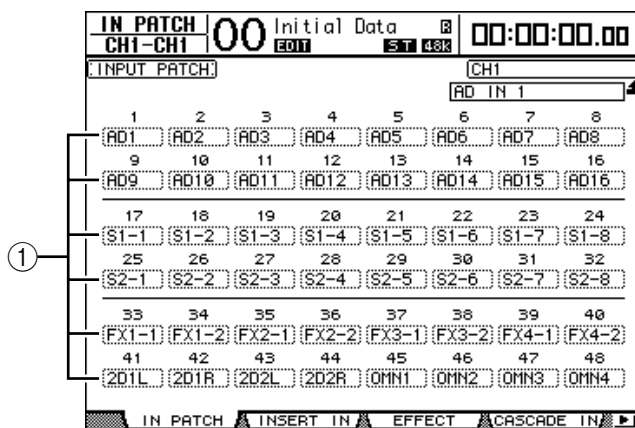 IN PATCH
CH1-CH1
00
Initial Data
EDIT
ST 48k
00:00:00.00
INPUT PATCH
CH1
AD IN 1
1 2 3 4 5 6 7 8
AD1 AD2 AD3 AD4 AD5 AD6 AD7 AD8
9 10 11 12 13 14 15 16
AD9 AD10 AD11 AD12 AD13 AD14 AD15 AD16
17 18 19 20 21 22 23 24
S1-1 S1-2 S1-3 S1-4 S1-5 S1-6 S1-7 S1-8
1
25 26 27 28 29 30 31 32
S2-1 S2-2 S2-3 S2-4 S2-5 S2-6 S2-7 S2-8
33 34 35 36 37 38 39 40
FX1-1 FX1-2 FX2-1 FX2-2 FX3-1 FX3-2 FX4-1 FX4-2
41 42 43 44 45 46 47 48
2D1L 2D1R 2D2L 2D2R OMN1 OMN2 OMN3 OMN4
IN PATCH INSERT IN EFFECT CASCADE IN